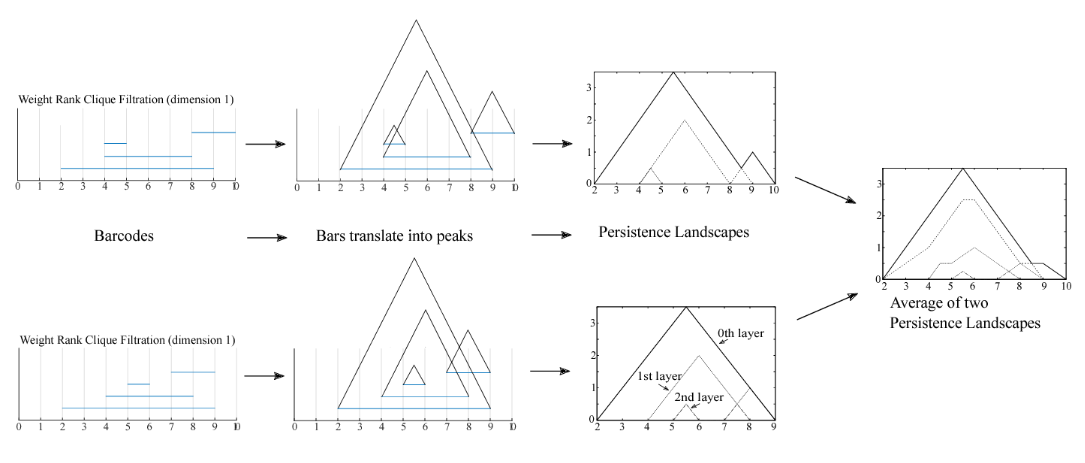 Weight Rank Clique Filtration (dimension 1)
0 1 2 3 4 5 6 7 8 9 10
0 1 2 3 4 5 6 7 8 9 10
3
2
1
0
2 3 4 5 6 7 8 9 10
Barcodes
Bars translate into peaks
Persistence Landscapes
3
2
1
0
2 3 4 5 6 7 8 9 10
Average of two
Persistence Landscapes
Weight Rank Clique Filtration (dimension 1)
0 1 2 3 4 5 6 7 8 9 10
0 1 2 3 4 5 6 7 8 9 10
3
2
1
0
0th layer
1st layer
2nd layer
2 3 4 5 6 7 8 9